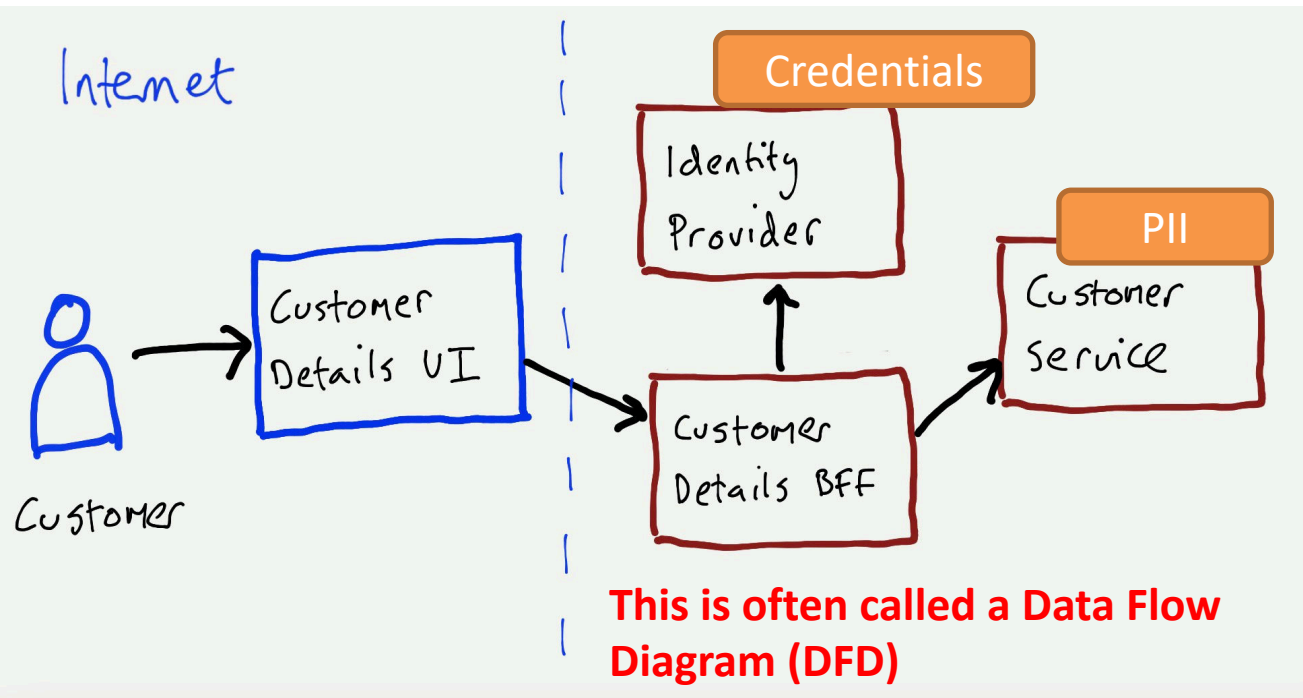 Internet
Credentials
Identity
Provider
PII
Customer
Service
Customer
Details UI
Customer
Details BFF
Customer
This is often called a Data Flow
Diagram (DFD)